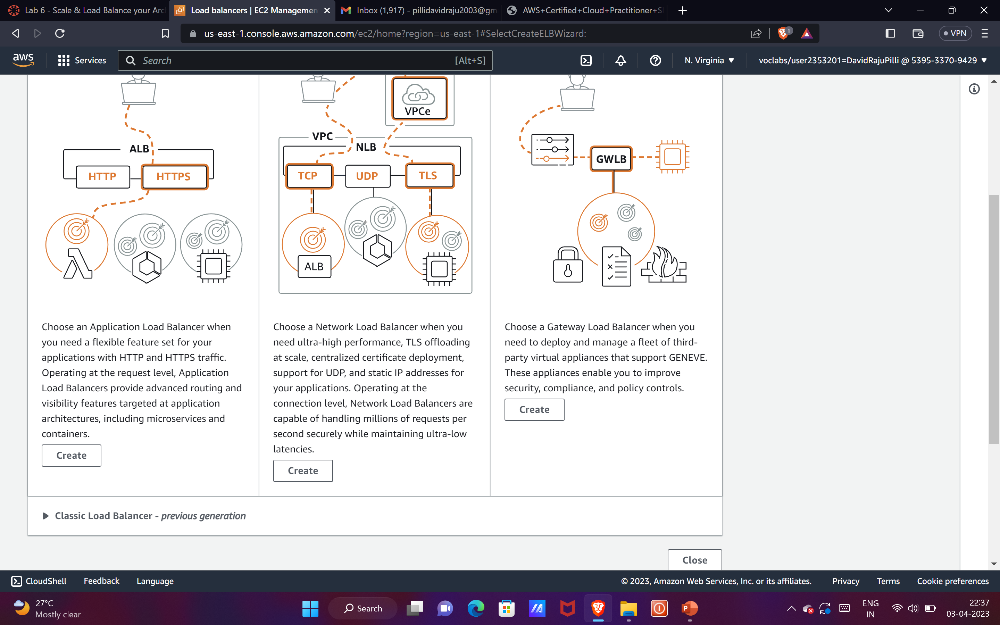 Lab 6 - Scale & Load Balance your Arc
Load balancers | EC2 Managemen
Inbox (1,917) - pillidavidraju2003@gm
AWS+Certified+Cloud+Practitioner+S
us-east-1.console.aws.amazon.com/ec2/home?region=us-east-1#SelectCreateELBWizard:
1
VPN
aws
Services
Search
[Alt+S]
N. Virginia
voclabs/user2353201=DavidRajuPilli @ 5395-3370-9429
ALB
HTTP
HTTPS
VPCe
VPC
NLB
TCP
UDP
TLS
ALB
GWLB
Choose an Application Load Balancer when
you need a flexible feature set for your
applications with HTTP and HTTPS traffic.
Operating at the request level, Application
Load Balancers provide advanced routing and
visibility features targeted at application
architectures, including microservices and
containers.
Create
Choose a Network Load Balancer when you
need ultra-high performance, TLS offloading
at scale, centralized certificate deployment,
support for UDP, and static IP addresses for
your applications. Operating at the
connection level, Network Load Balancers are
capable of handling millions of requests per
second securely while maintaining ultra-low
latencies.
Create
Choose a Gateway Load Balancer when you
need to deploy and manage a fleet of third-
party virtual appliances that support GENEVE.
These appliances enable you to improve
security, compliance, and policy controls.
Create
Classic Load Balancer - previous generation
Close
CloudShell
Feedback
Language
© 2023, Amazon Web Services, Inc. or its affiliates.
Privacy
Terms
Cookie preferences
27°C
Mostly clear
Search
P
ENG
IN
22:37
03-04-2023